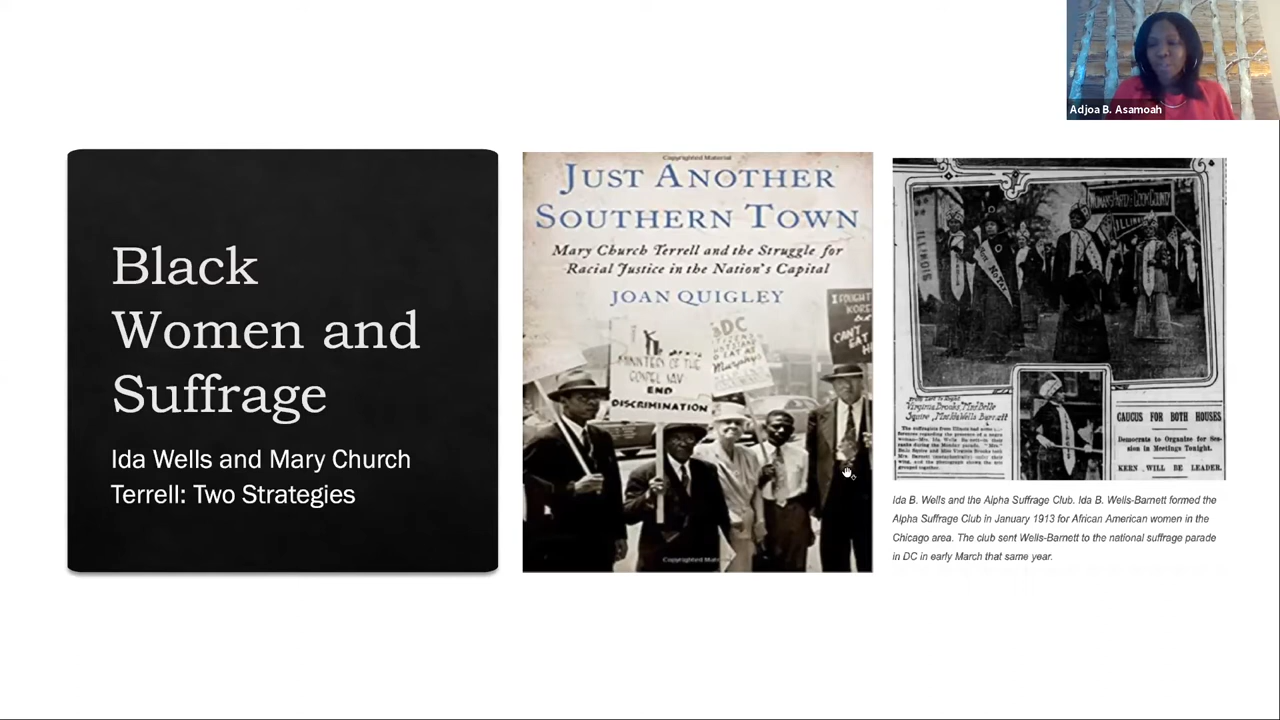 Adjoa B. Asamoah
Black
Women and
Suffrage
Ida Wells and Mary Church
Terrell: Two Strategies
Copyrighted Material
JUST ANOTHER
SOUTHERN TOWN
Mary Church Terrell and the Struggle for
Racial Justice in the Nation's Capital
JOAN QUIGLEY
I FOUGHT
KORE
CAN'T
EAT
MINISTERS OF THE
GOSPEL SAY
END
DISCRIMINATION
Murphy's
Copyrighted Material
ILLINOIS
WOMAN'S PARTY OF COOK COUNTY
ILLIN
CAUCUS FOR BOTH HOUSES
Democrats to Organize for Ses-
sion in Meetings Tonight.
KERN WILL BE LEADER.
Ida B. Wells and the Alpha Suffrage Club. Ida B. Wells-Barnett formed the
Alpha Suffrage Club in January 1913 for African American women in the
Chicago area. The club sent Wells-Barnett to the national suffrage parade
in DC in early March that same year.